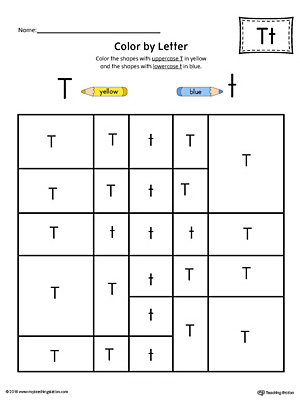 Name:
Tt
Color by Letter
Color the shapes with uppercase T in yellow
and the shapes with lowercase t in blue.
T yellow blue t
T T t T T
T t t T
T t t t T
T T t T T
t T T
T T t
© 2018 www.myteachingstation.com Teaching Station